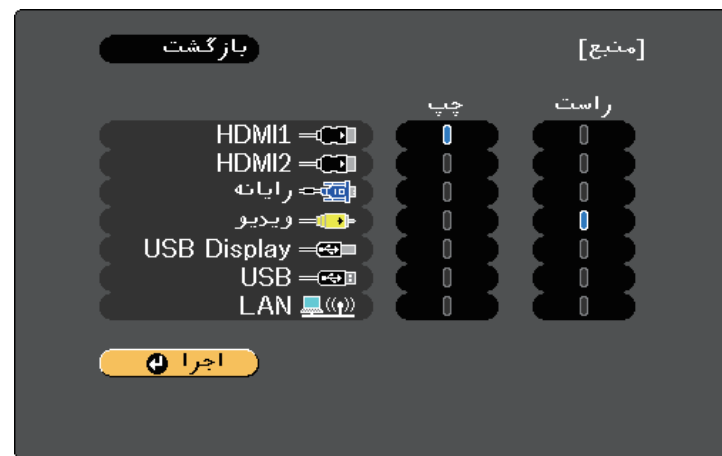 [منبع] بازگشت
راست چپ
HDMI1
HDMI2
رایانه
ویدیو
USB Display
USB
LAN
اجرا